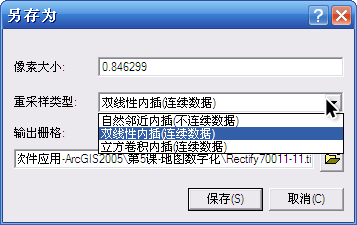 另存为
像素大小: 0.846299
重采样类型: 双线性内插(连续数据)
自然邻近内插(不连续数据)
双线性内插(连续数据)
立方卷积内插(连续数据)
输出栅格:
次件应用-ArcGIS2005\第5课-地图数字化\Rectify70011-11.ti
保存(S) 取消(C)